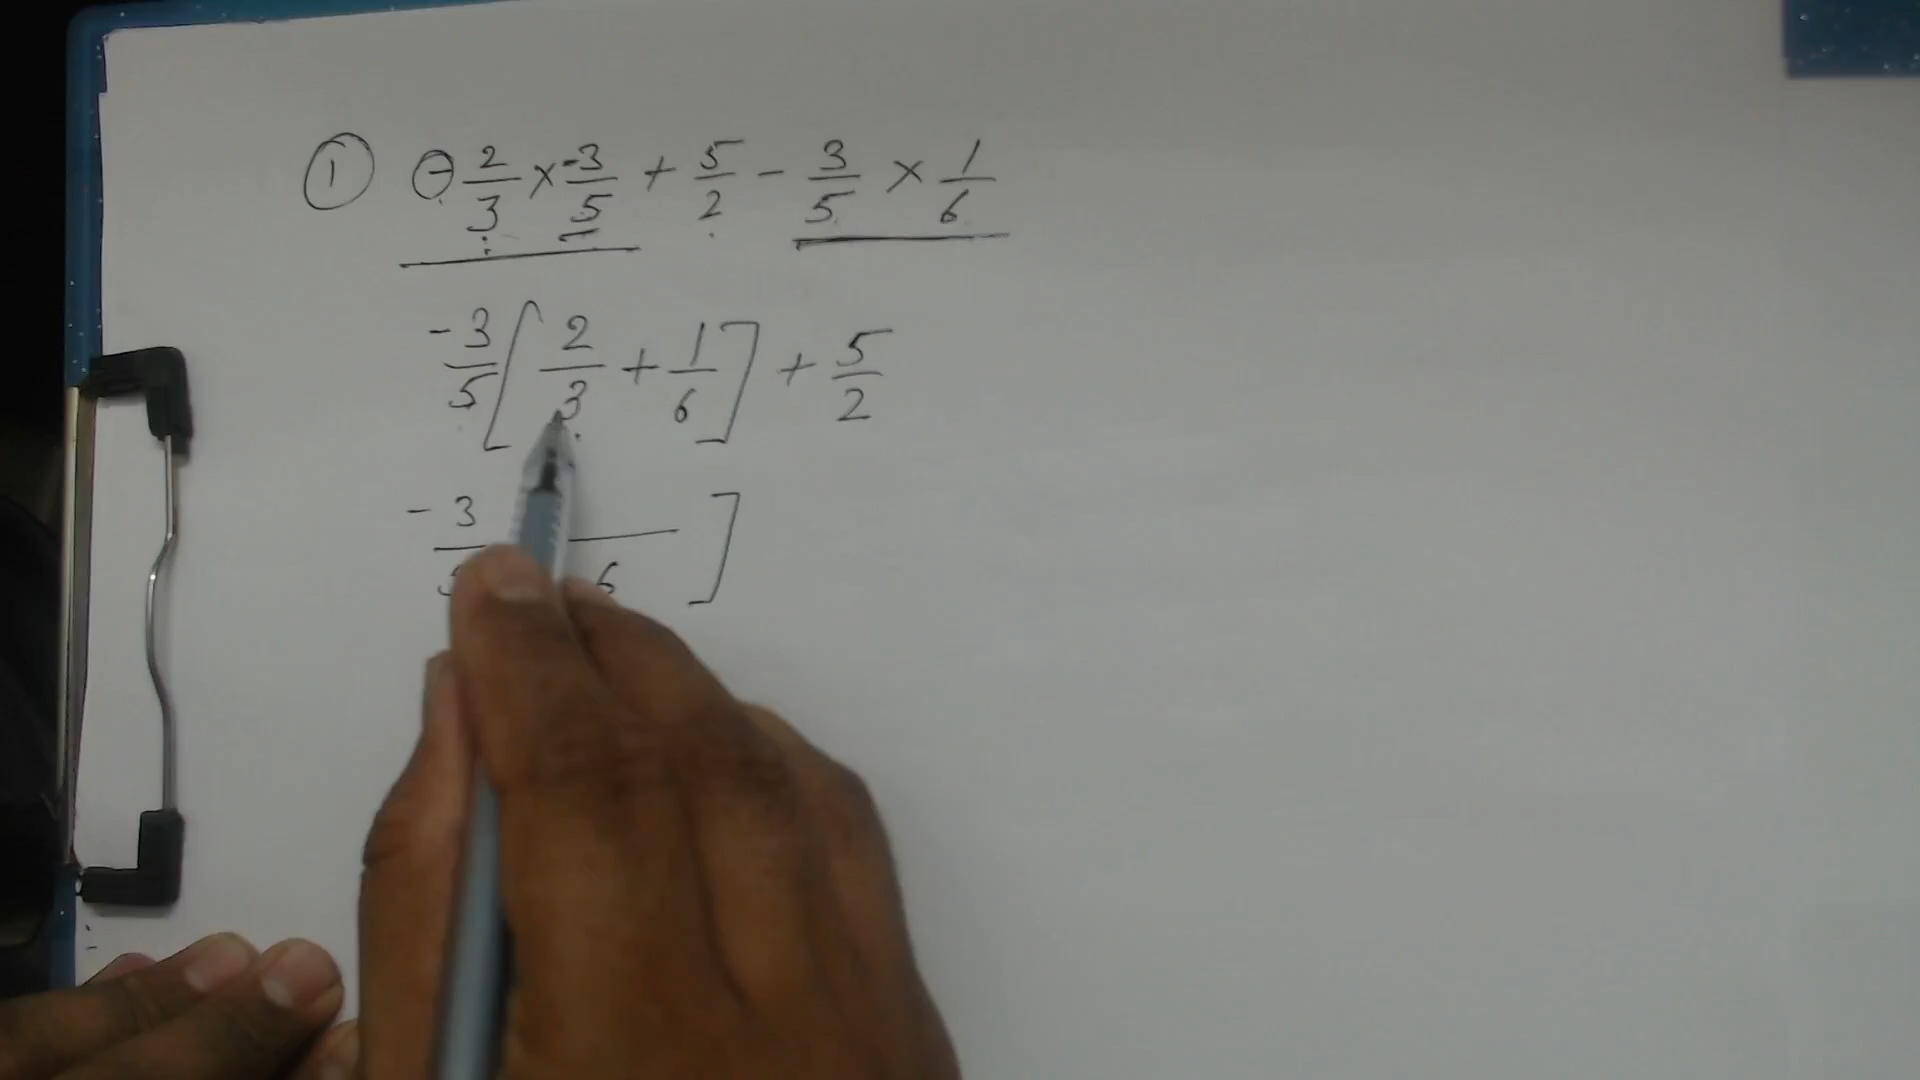 ① -2/3 × -3/5 + 5/2 - 3/5 × 1/6
-3/5 [2/3 + 1/6] + 5/2
-3/5 /6 ]